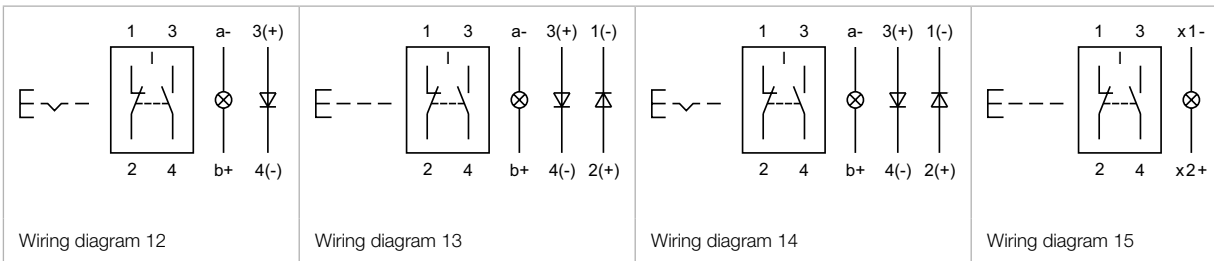 1 3 a- 3(+)
2 4 b+ 4(-)
Wiring diagram 12
1 3 a- 3(+) 1(-)
2 4 b+ 4(-) 2(+)
Wiring diagram 13
1 3 a- 3(+) 1(-)
2 4 b+ 4(-) 2(+)
Wiring diagram 14
1 3 x1-
2 4 x2+
Wiring diagram 15